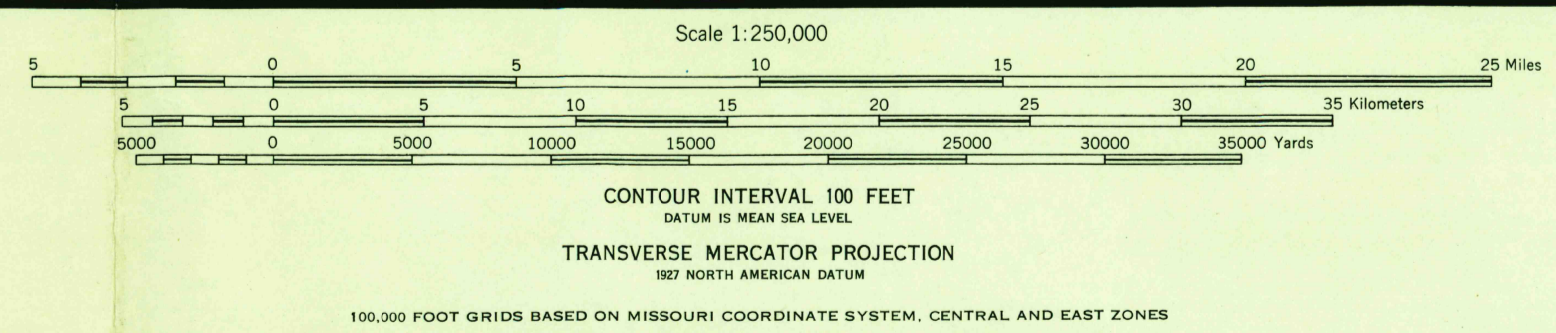 Scale 1:250,000
5 0 5 10 15 20 25 Miles
5 0 5 10 15 20 25 30 35 Kilometers
5000 0 5000 10000 15000 20000 25000 30000 35000 Yards
CONTOUR INTERVAL 100 FEET
DATUM IS MEAN SEA LEVEL
TRANSVERSE MERCATOR PROJECTION
1927 NORTH AMERICAN DATUM
100,000 FOOT GRIDS BASED ON MISSOURI COORDINATE SYSTEM, CENTRAL AND EAST ZONES